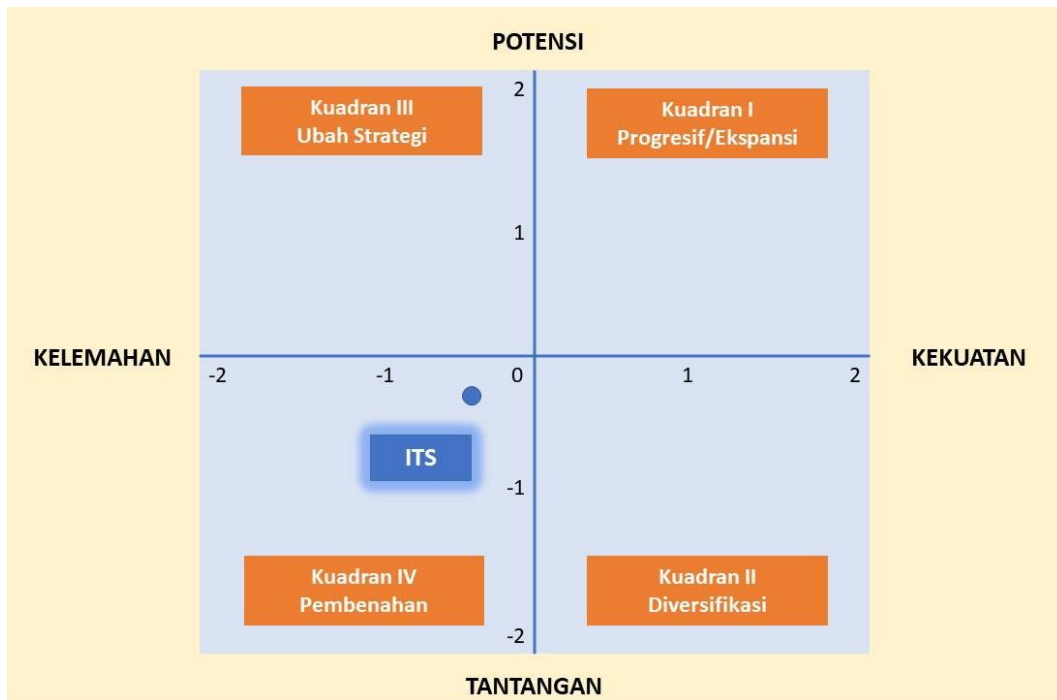 POTENSI
2
Kuadran III
Ubah Strategi
Kuadran I
Progresif/Ekspansi
1
KELEMAHAN
KEKUATAN
-2
-1
0
1
2
ITS
-1
Kuadran IV
Pembenahan
Kuadran II
Diversifikasi
-2
TANTANGAN